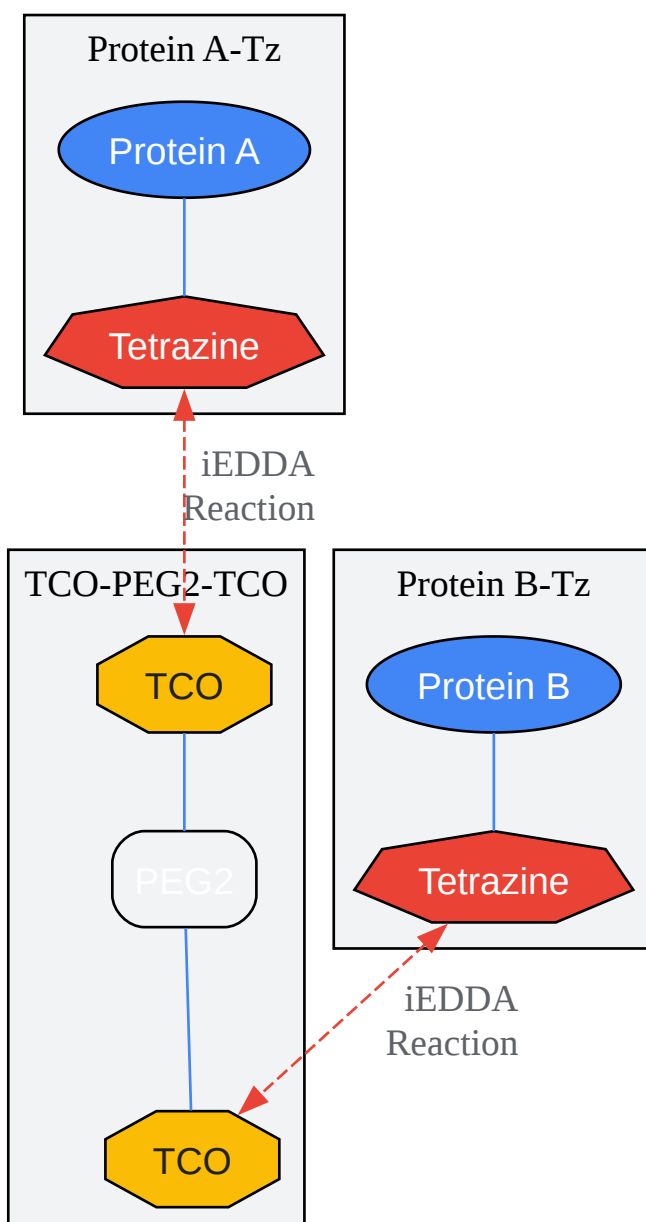 Protein A-Tz
Protein A
Tetrazine
iEDDA
Reaction
TCO-PEG2-TCO
TCO
PEG2
TCO
Protein B-Tz
Protein B
Tetrazine
iEDDA
Reaction